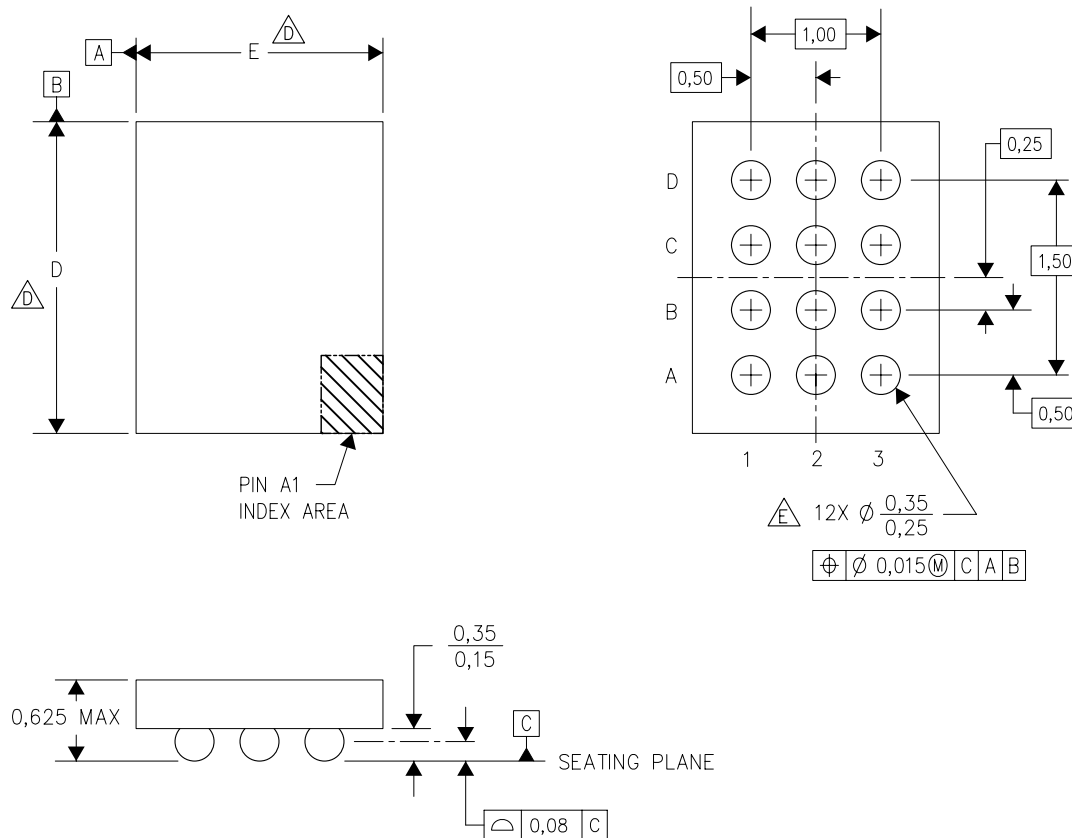 A
E
D
B
D
D
PIN A1
INDEX AREA
1,00
0,50
0,25
D
C
B
A
1,50
0,50
1
2
3
E 12X Ø 0,35
0,25
⌖ Ø 0,015Ⓜ C A B
0,35
0,15
0,625 MAX
C
SEATING PLANE
⌓ 0,08 C